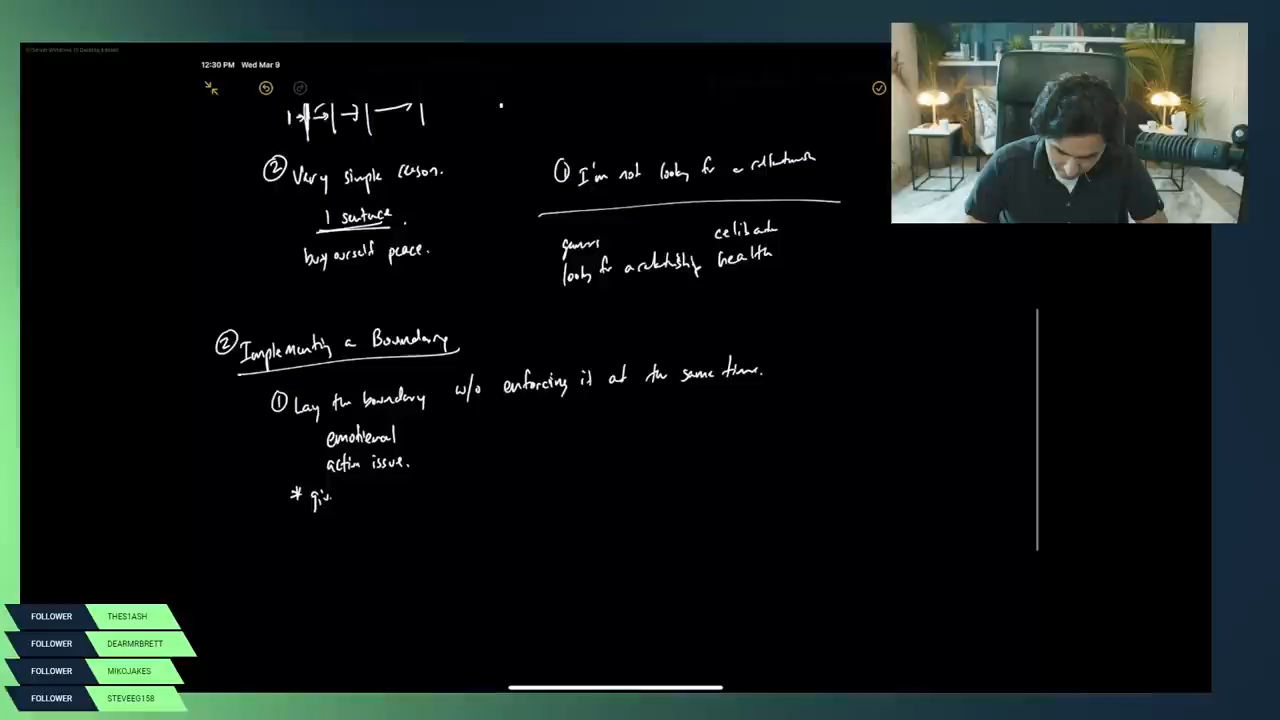 12:30 PM Wed Mar 9
② Very simple reason.
1 sentence.
buy ourself peace.
① I'm not looking for a relationship
celibate
looking for a relationship health
② Implementing a Boundary
① Lay the boundary w/o enforcing it at the same time.
emotional
action issue.
* giv
FOLLOWER THES1ASH
FOLLOWER DEARMRBRETT
FOLLOWER MIKOJAKES
FOLLOWER STEVEEG158